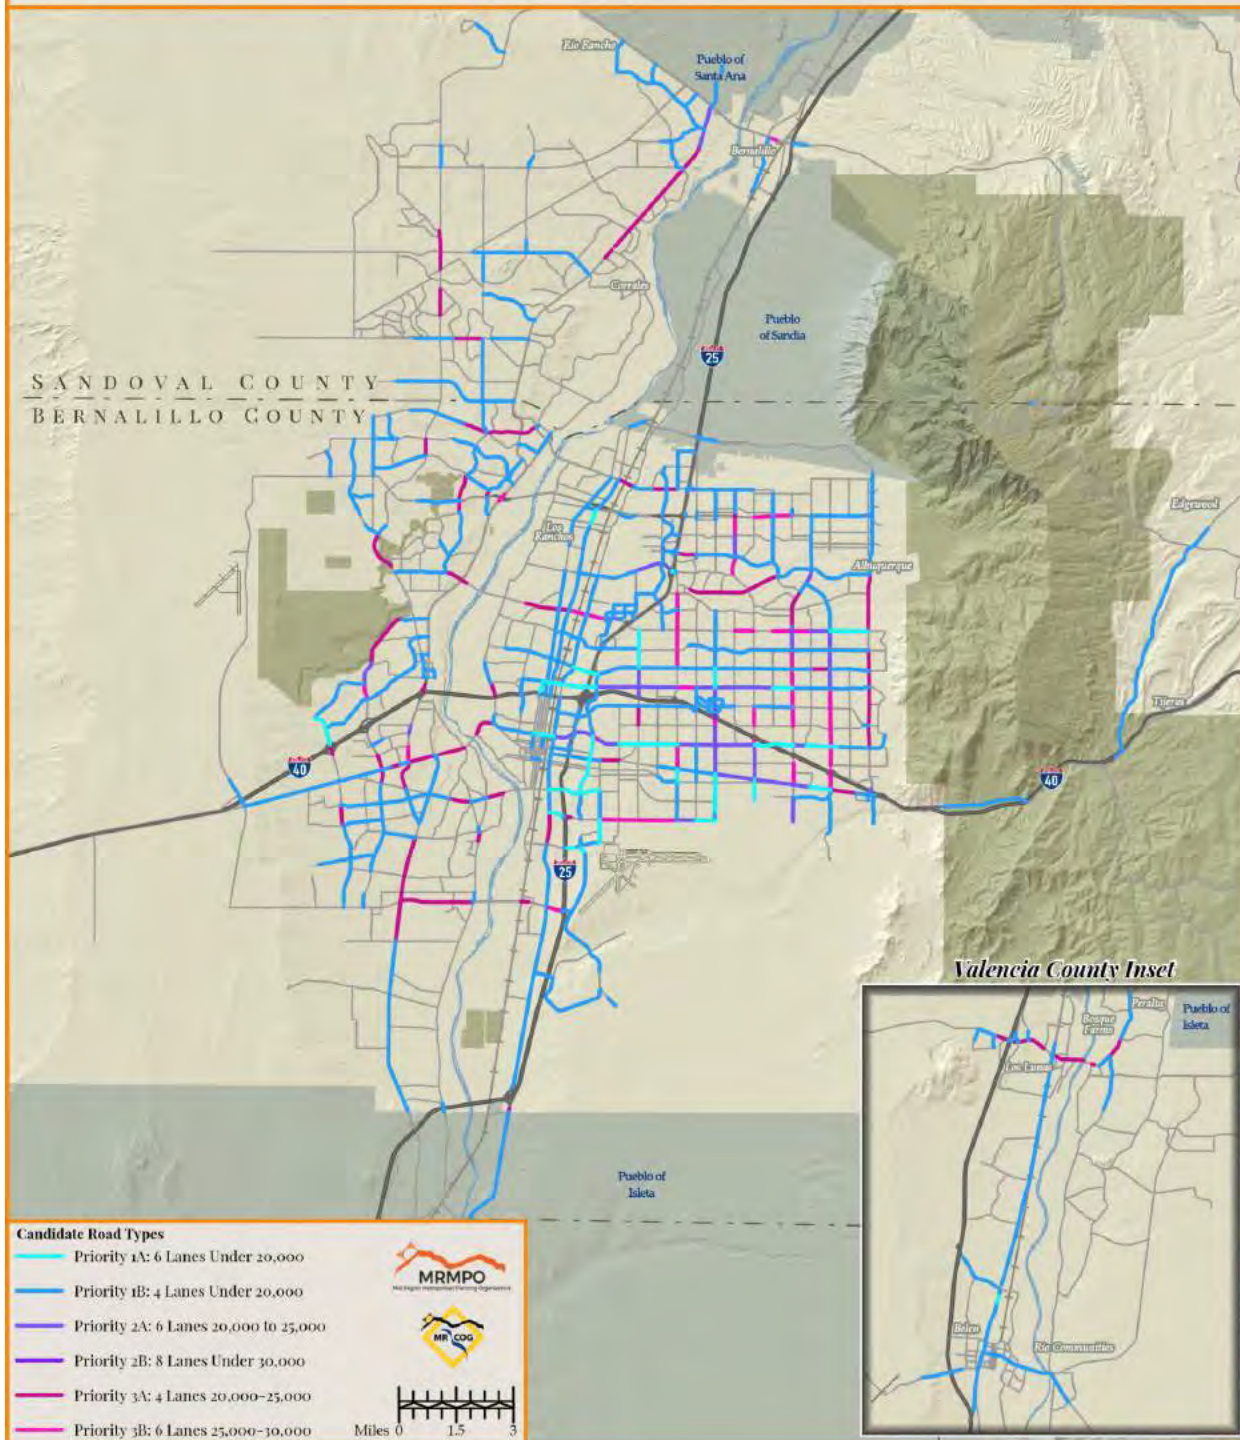 Rio Rancho
Pueblo of
Santa Ana
Bernalillo
Corrales
Pueblo
of Sandia
25
SANDOVAL COUNTY
BERNALILLO COUNTY
Edgewood
Los
Ranchos
Albuquerque
Tijeras
40
40
25
Valencia County Inset
Peralta
Pueblo of
Isleta
Bosque
Farms
Los Lunas
Pueblo of
Isleta
Belen
Rio Communities
Candidate Road Types
Priority 1A: 6 Lanes Under 20,000
Priority 1B: 4 Lanes Under 20,000
Priority 2A: 6 Lanes 20,000 to 25,000
Priority 2B: 8 Lanes Under 30,000
Priority 3A: 4 Lanes 20,000-25,000
Priority 3B: 6 Lanes 25,000-30,000
MRMPO
MR COG
Miles 0 1.5 3